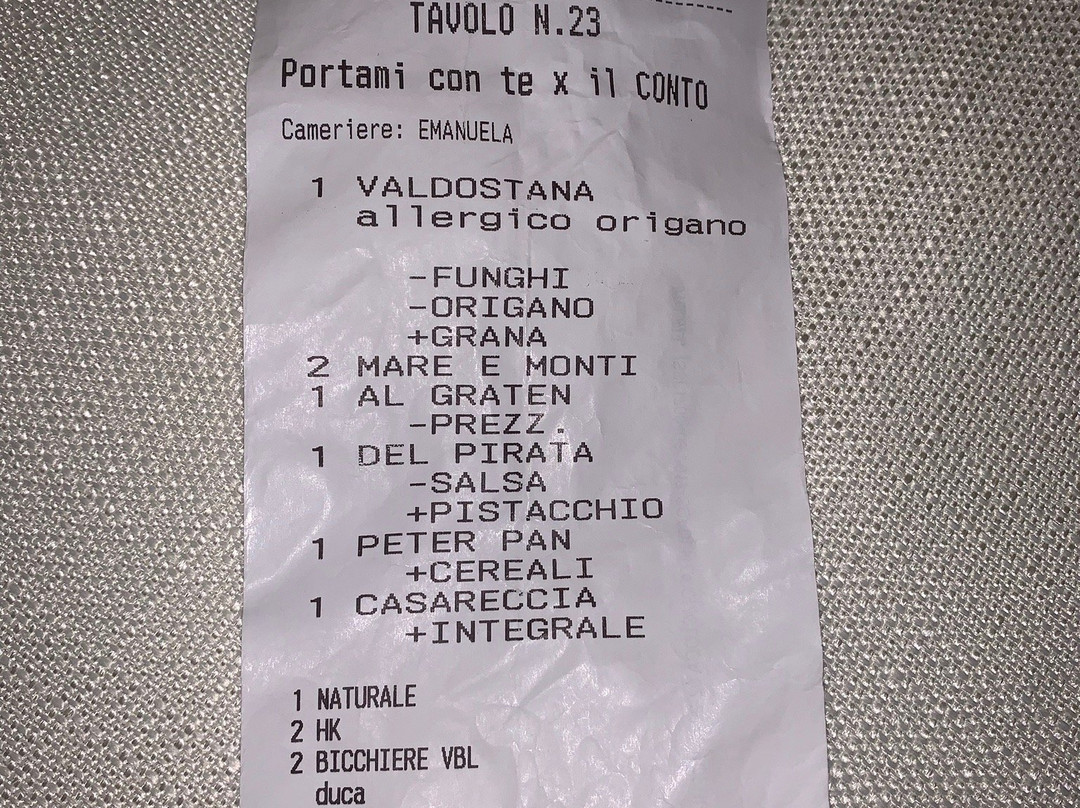 TAVOLO N.23
Portami con te x il CONTO
Cameriere: EMANUELA
1 VALDOSTANA
allergico origano
-FUNGHI
-ORIGANO
+GRANA
2 MARE E MONTI
1 AL GRATEN
-PREZZ.
1 DEL PIRATA
-SALSA
+PISTACCHIO
1 PETER PAN
+CEREALI
1 CASARECCIA
+INTEGRALE
1 NATURALE
2 HK
2 BICCHIERE VBL
duca